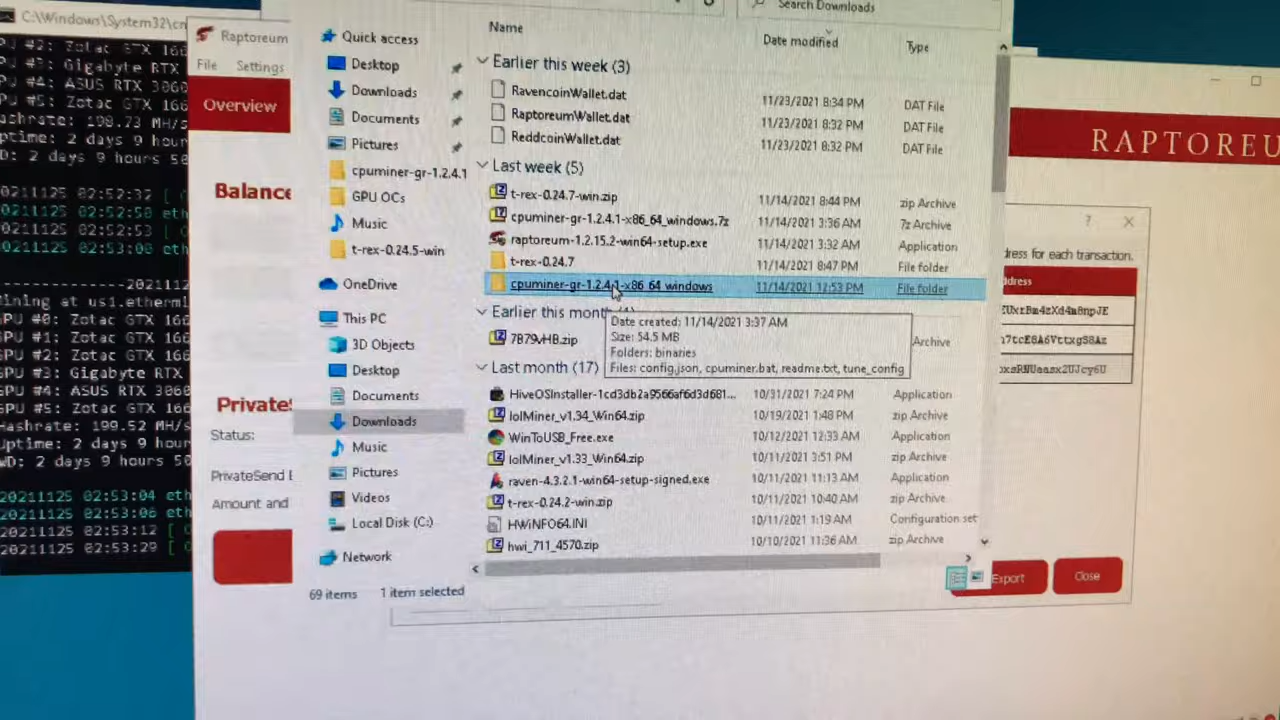 C:\Windows\System32\cm
PU #2: Zotac GTX 166
PU #3: Gigabyte RTX
PU #4: ASUS RTX 3060
PU #5: Zotac GTX 166
ashrate: 199.73 MH/s
ptime: 2 days 9 hour
D: 2 days 9 hours 50
20211125 02:52:32 [
20211125 02:52:50 eth
20211125 02:52:53 [
20211125 02:53:00 eth
---------------2021
ining at us1.etherm
GPU #0: Zotac GTX 16
GPU #1: Zotac GTX 16
GPU #2: Zotac GTX 16
GPU #3: Gigabyte RTX
GPU #4: ASUS RTX 3060
GPU #5: Zotac GTX 166
Hashrate: 199.52 MH/s
Uptime: 2 days 9 hour
WD: 2 days 9 hours 50
20211125 02:53:04 eth
20211125 02:53:06 eth
20211125 02:53:12 [
20211125 02:53:29 [
Raptoreum
File Settings
Overview
Balance
PrivateS
Status:
PrivateSend B
Amount and
Search Downloads
Quick access
Desktop
Downloads
Documents
Pictures
cpuminer-gr-1.2.4.1
GPU OCs
Music
t-rex-0.24.5-win
OneDrive
This PC
3D Objects
Desktop
Documents
Downloads
Music
Pictures
Videos
Local Disk (C:)
Network
69 items 1 item selected
Name Date modified Type
Earlier this week (3)
RavencoinWallet.dat 11/23/2021 8:34 PM DAT File
RaptoreumWallet.dat 11/23/2021 8:32 PM DAT File
ReddcoinWallet.dat 11/23/2021 8:32 PM DAT File
Last week (5)
t-rex-0.24.7-win.zip 11/14/2021 8:44 PM zip Archive
cpuminer-gr-1.2.4.1-x86_64_windows.7z 11/14/2021 3:36 AM 7z Archive
raptoreum-1.2.15.2-win64-setup.exe 11/14/2021 3:32 AM Application
t-rex-0.24.7 11/14/2021 8:47 PM File folder
cpuminer-gr-1.2.4.1-x86_64_windows 11/14/2021 12:53 PM File folder
Earlier this month (1)
7B79vHB.zip Archive
Date created: 11/14/2021 3:37 AM
Size: 54.5 MB
Folders: binaries
Files: config.json, cpuminer.bat, readme.txt, tune_config
Last month (17)
HiveOSInstaller-1cd3db2a9566af6d3d681... 10/31/2021 7:24 PM Application
lolMiner_v1.34_Win64.zip 10/19/2021 1:48 PM zip Archive
WinToUSB_Free.exe 10/12/2021 12:33 AM Application
lolMiner_v1.33_Win64.zip 10/11/2021 3:51 PM zip Archive
raven-4.3.2.1-win64-setup-signed.exe 10/11/2021 11:13 AM Application
t-rex-0.24.2-win.zip 10/11/2021 10:40 AM zip Archive
HWiNFO64.INI 10/11/2021 1:19 AM Configuration set
hwi_711_4570.zip 10/10/2021 11:36 AM zip Archive
RAPTOREU
?
dress for each transaction.
ddress
Export Close